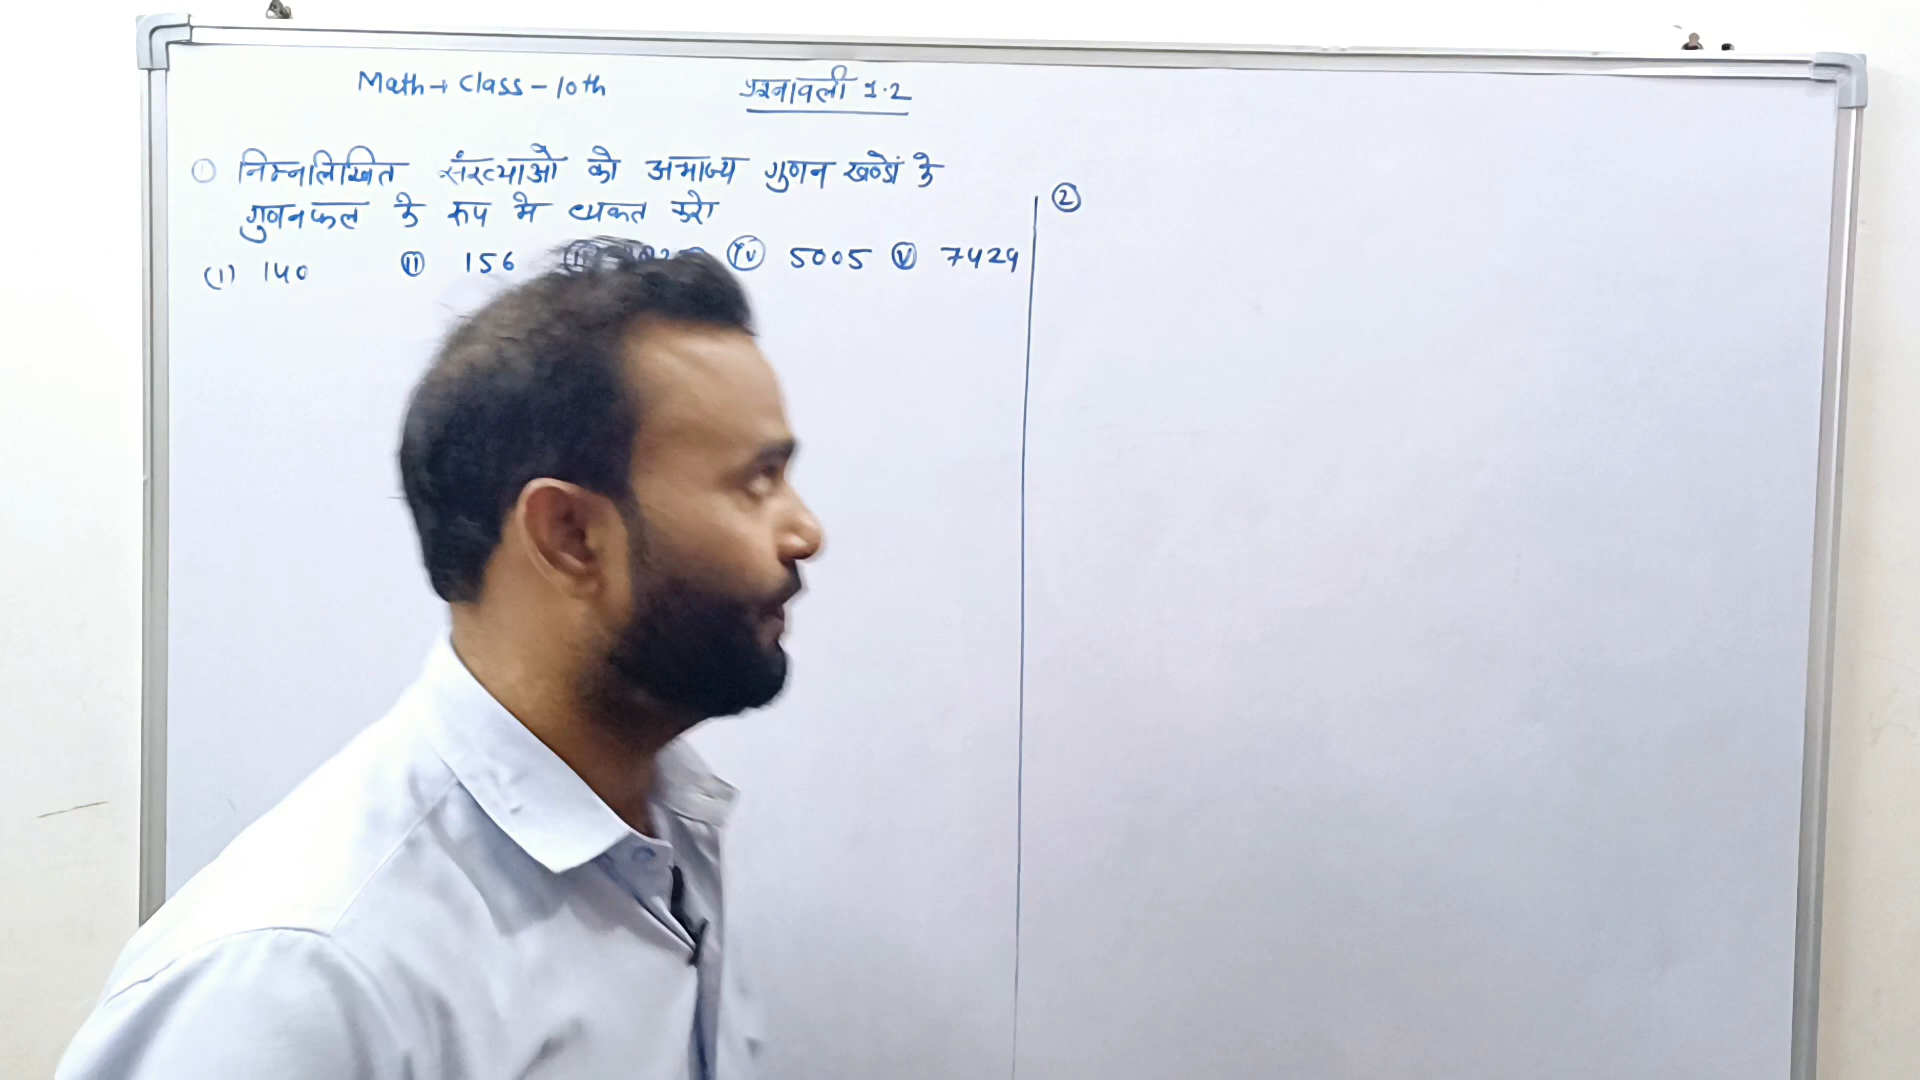 Math → Class - 10th प्रश्नावली 1.2
① निम्नलिखित संख्याओ को अभाज्य गुणन खण्डों के
गुणनफल के रूप मे व्यक्त करो
(i) 140 (ii) 156 (iv) 5005 (v) 7429
②